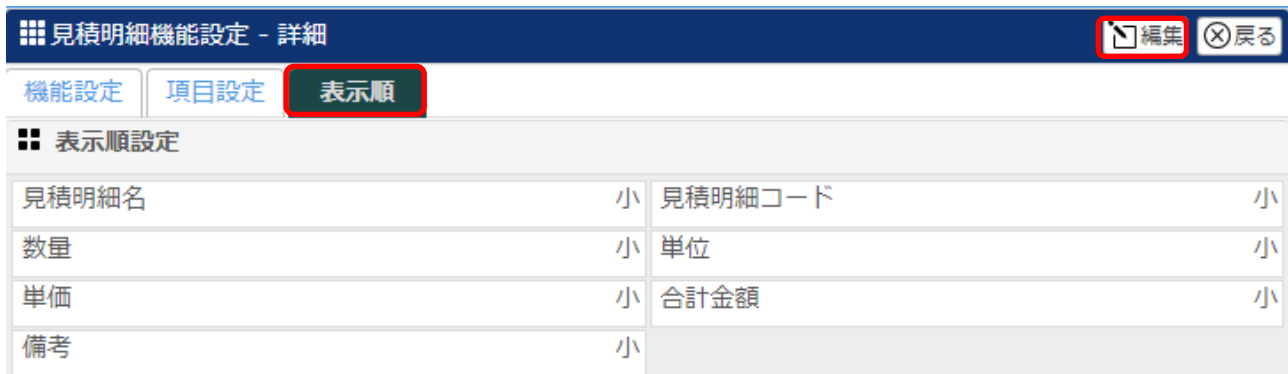 見積明細機能設定 - 詳細 編集 戻る
機能設定 項目設定 表示順
表示順設定
見積明細名 小 見積明細コード 小
数量 小 単位 小
単価 小 合計金額 小
備考 小